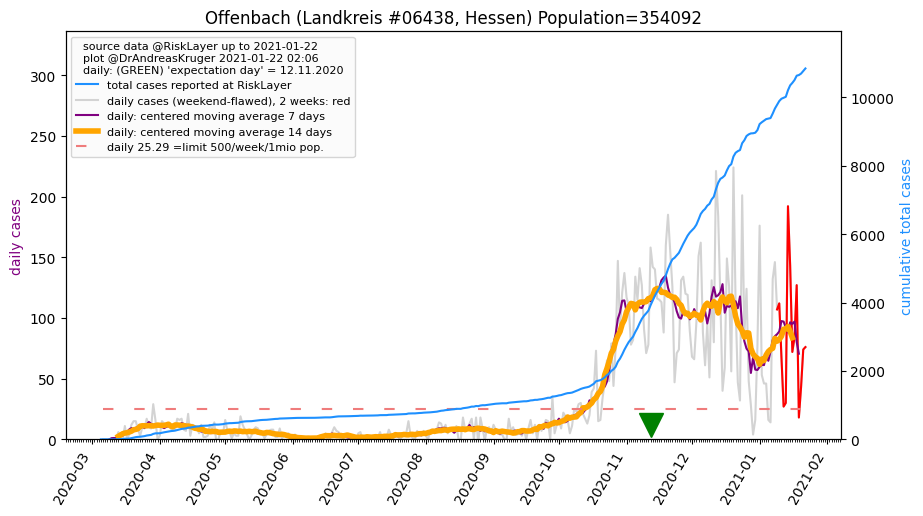 Offenbach (Landkreis #06438, Hessen) Population=354092
source data @RiskLayer up to 2021-01-22
plot @DrAndreasKruger 2021-01-22 02:06
daily: (GREEN) 'expectation day' = 12.11.2020
total cases reported at RiskLayer
daily cases (weekend-flawed), 2 weeks: red
daily: centered moving average 7 days
daily: centered moving average 14 days
daily 25.29 =limit 500/week/1mio pop.
daily cases
300
250
200
150
100
50
0
cumulative total cases
10000
8000
6000
4000
2000
0
2020-03
2020-04
2020-05
2020-06
2020-07
2020-08
2020-09
2020-10
2020-11
2020-12
2021-01
2021-02